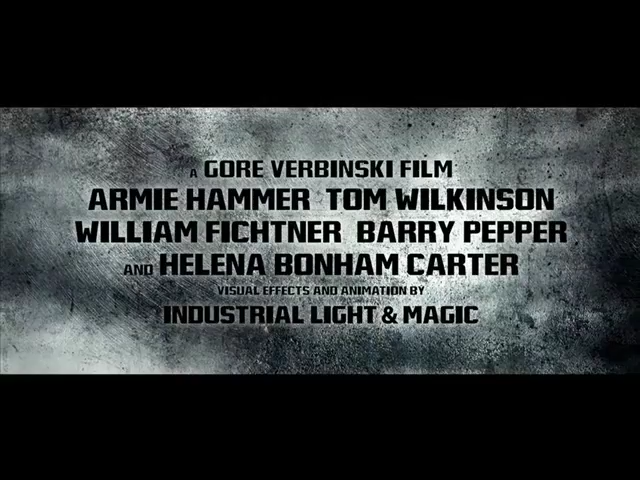 A GORE VERBINSKI FILM
ARMIE HAMMER TOM WILKINSON
WILLIAM FICHTNER BARRY PEPPER
AND HELENA BONHAM CARTER
VISUAL EFFECTS AND ANIMATION BY
INDUSTRIAL LIGHT & MAGIC